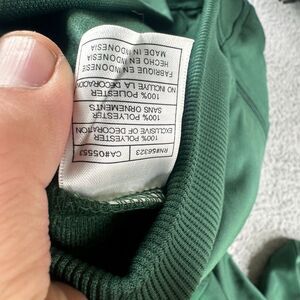 RN#56323 CA#05553
100% POLYESTER
EXCLUSIVE OF DECORATION
100% POLYESTER
SANS ORNEMENTS
100% POLIESTER
NO INCLUYE LA DECORACION
MADE IN INDONESIA
HECHO EN INDONESIA
FABRIQUE EN INDONESIE